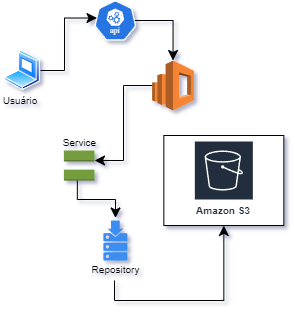 api
Usuário
Service
Amazon S3
Repository